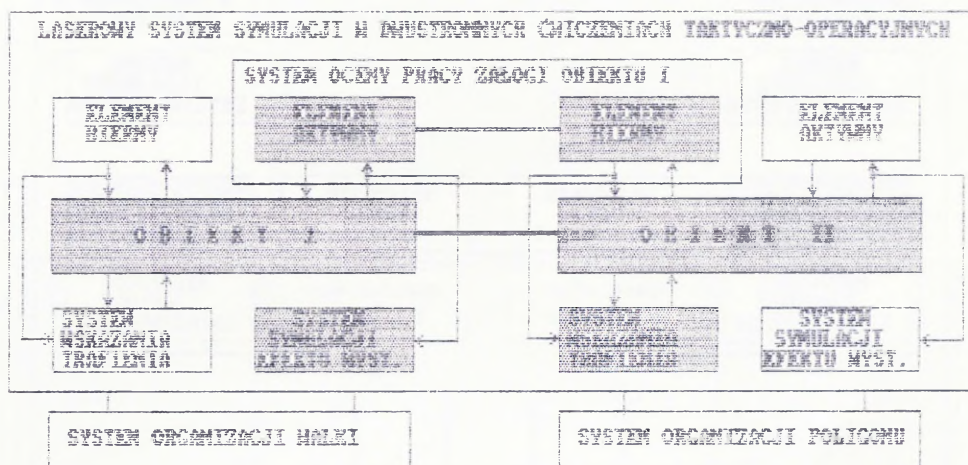 LASEROWY SYSTEM SYMULACJI W DWUSTRONNYCH ĆWICZENIACH TAKTYCZNO-OPERACYJNYCH
SYSTEM OCENY PRACY ZAŁOGI OBIEKTU I
ELEMENT
BIERNY
ELEMENT
AKTYWNY
ELEMENT
BIERNY
ELEMENT
AKTYWNY
OBIEKT I
OBIEKT II
SYSTEM
WSKAZANIA
TRAFIENIA
SYSTEM
SYMULACJI
EFEKTU WYST.
SYSTEM
WSKAZANIA
TRAFIENIA
SYSTEM
SYMULACJI
EFEKTU WYST.
SYSTEM ORGANIZACJI WALKI
SYSTEM ORGANIZACJI POLIGONU